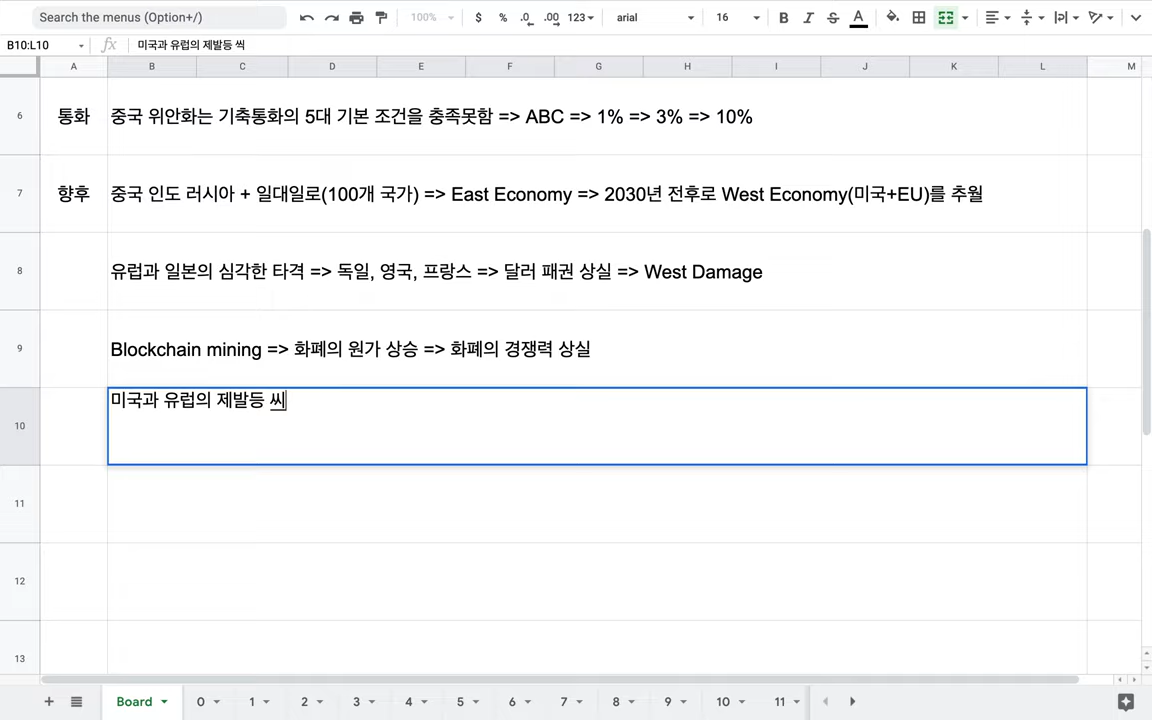 Search the menus (Option+/)
100%
$ % .0 .00 123
arial
16
B I S A
B10:L10
fx 미국과 유럽의 제발등 씩
A B C D E F G H I J K L M
6 통화 중국 위안화는 기축통화의 5대 기본 조건을 충족못함 => ABC => 1% => 3% => 10%
7 향후 중국 인도 러시아 + 일대일로(100개 국가) => East Economy => 2030년 전후로 West Economy(미국+EU)를 추월
8 유럽과 일본의 심각한 타격 => 독일, 영국, 프랑스 => 달러 패권 상실 => West Damage
9 Blockchain mining => 화폐의 원가 상승 => 화폐의 경쟁력 상실
10 미국과 유럽의 제발등 씨
11
12
13
+ Board 0 1 2 3 4 5 6 7 8 9 10 11